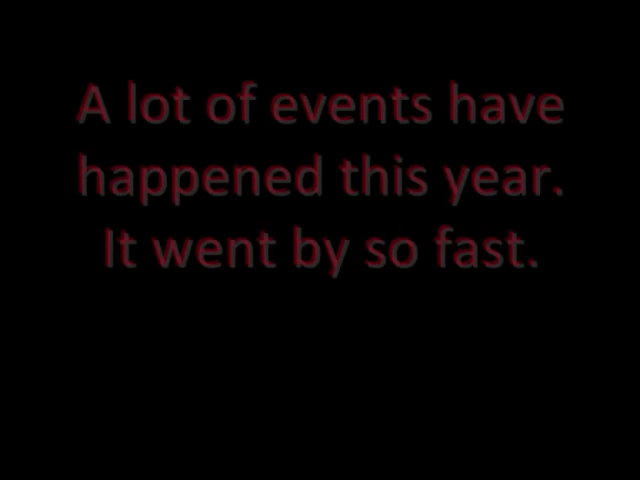 A lot of events have
happened this year.
It went by so fast.